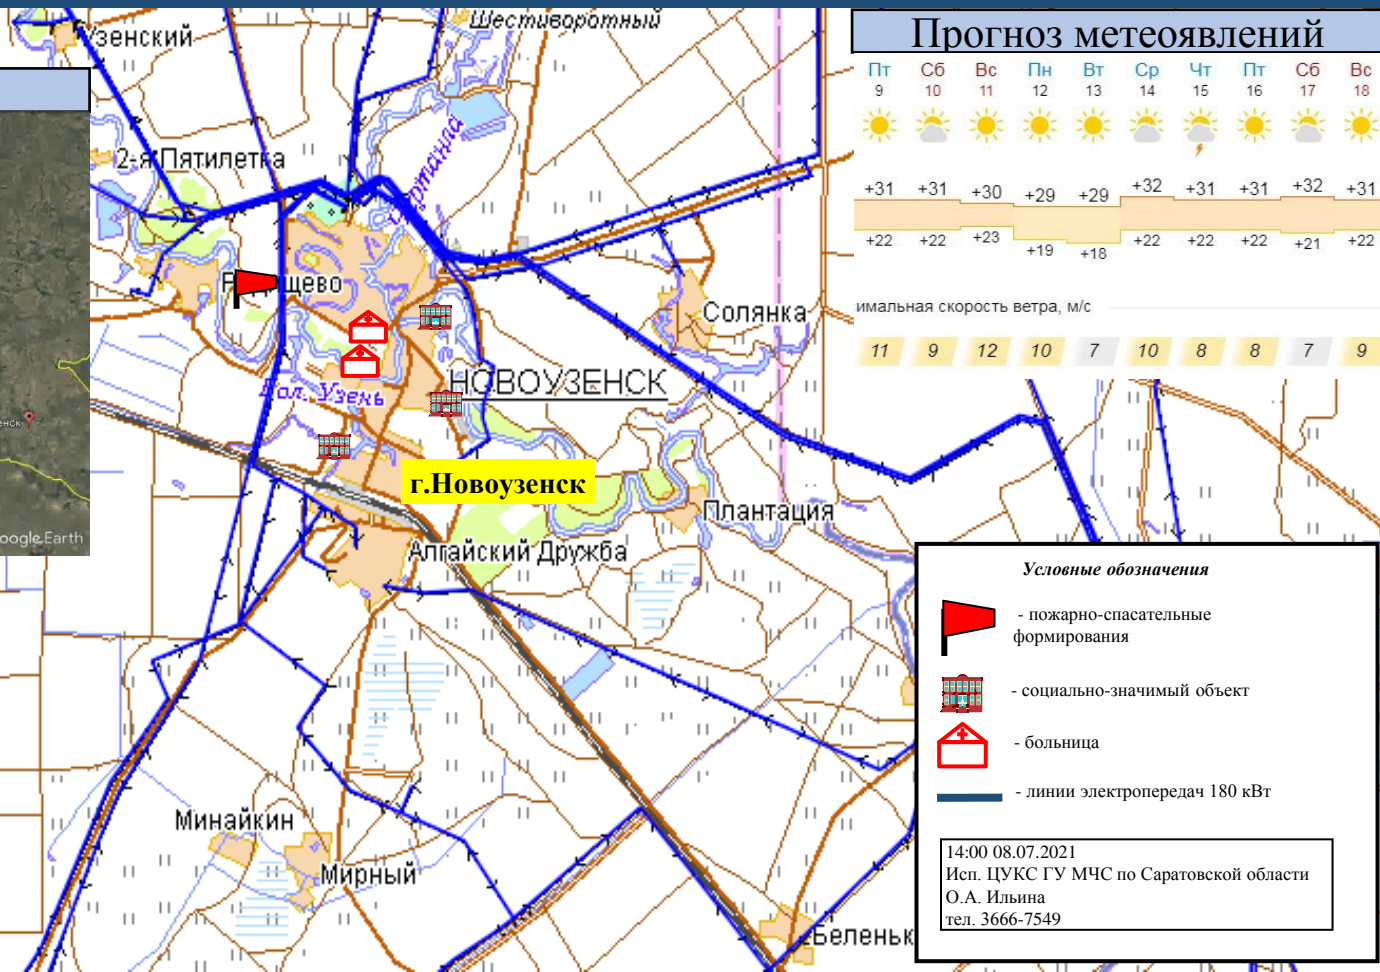 Узенский
Шестиворотный
Прогноз метеоявлений
Пт Сб Вс Пн Вт Ср Чт Пт Сб Вс
9 10 11 12 13 14 15 16 17 18
+31 +31 +30 +29 +29 +32 +31 +31 +32 +31
+22 +22 +23 +19 +18 +22 +22 +22 +21 +22
имальная скорость ветра, м/с
11 9 12 10 7 10 8 8 7 9
2-я Пятилетка
Солянка
НОВОУЗЕНСК
Узень
г.Новоузенск
Плантация
Алгайский Дружба
Earth
Минайкин
Мирный
Беленьк
Условные обозначения
- пожарно-спасательные
формирования
- социально-значимый объект
- больница
- линии электропередач 180 кВт
14:00 08.07.2021
Исп. ЦУКС ГУ МЧС по Саратовской области
О.А. Ильина
тел. 3666-7549